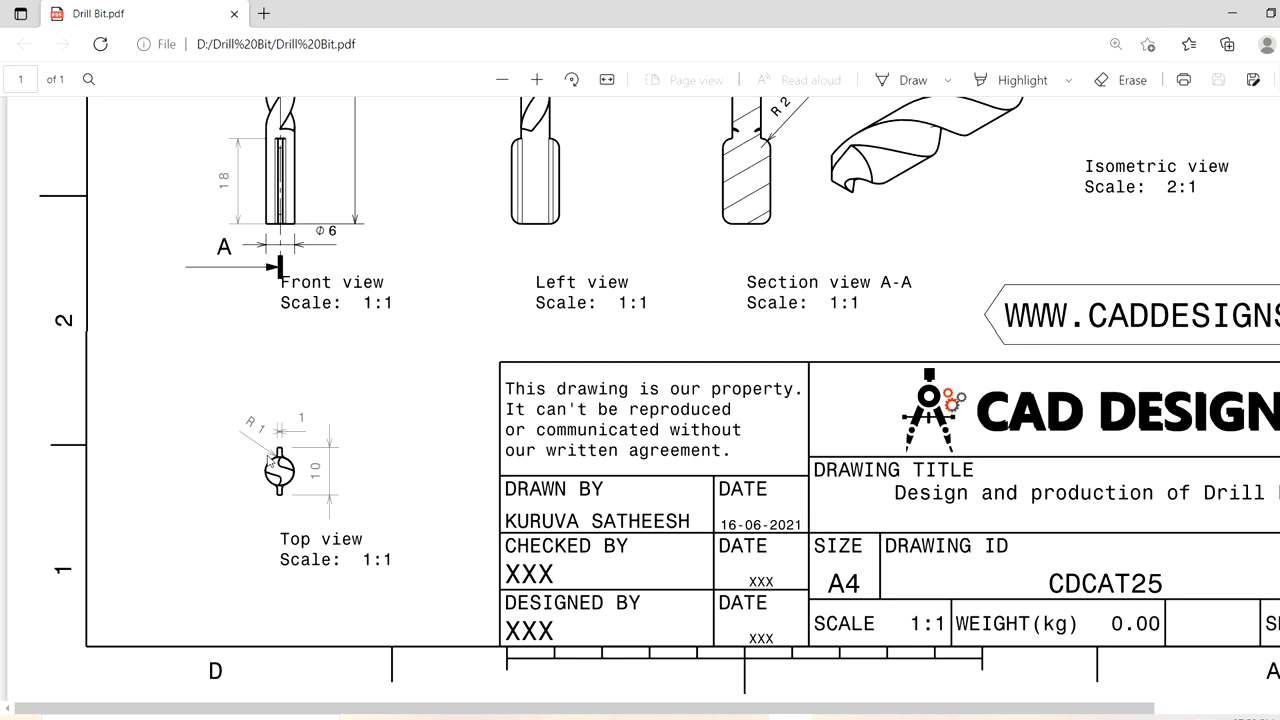 Drill Bit.pdf
File
D:/Drill%20Bit/Drill%20Bit.pdf
1 of 1
Page view
Read aloud
Draw
Highlight
Erase
R 2
18
Φ 6
A
Isometric view
Scale: 2:1
Front view
Scale: 1:1
Left view
Scale: 1:1
Section view A-A
Scale: 1:1
2
WWW.CADDESIGNS
R 1
1
10
Top view
Scale: 1:1
1
This drawing is our property.
It can't be reproduced
or communicated without
our written agreement.
CAD DESIGN
DRAWING TITLE
Design and production of Drill
DRAWN BY
DATE
KURUVA SATHEESH
16-06-2021
CHECKED BY
DATE
XXX
XXX
SIZE
A4
DRAWING ID
CDCAT25
DESIGNED BY
DATE
XXX
XXX
SCALE 1:1
WEIGHT(kg) 0.00
D
A